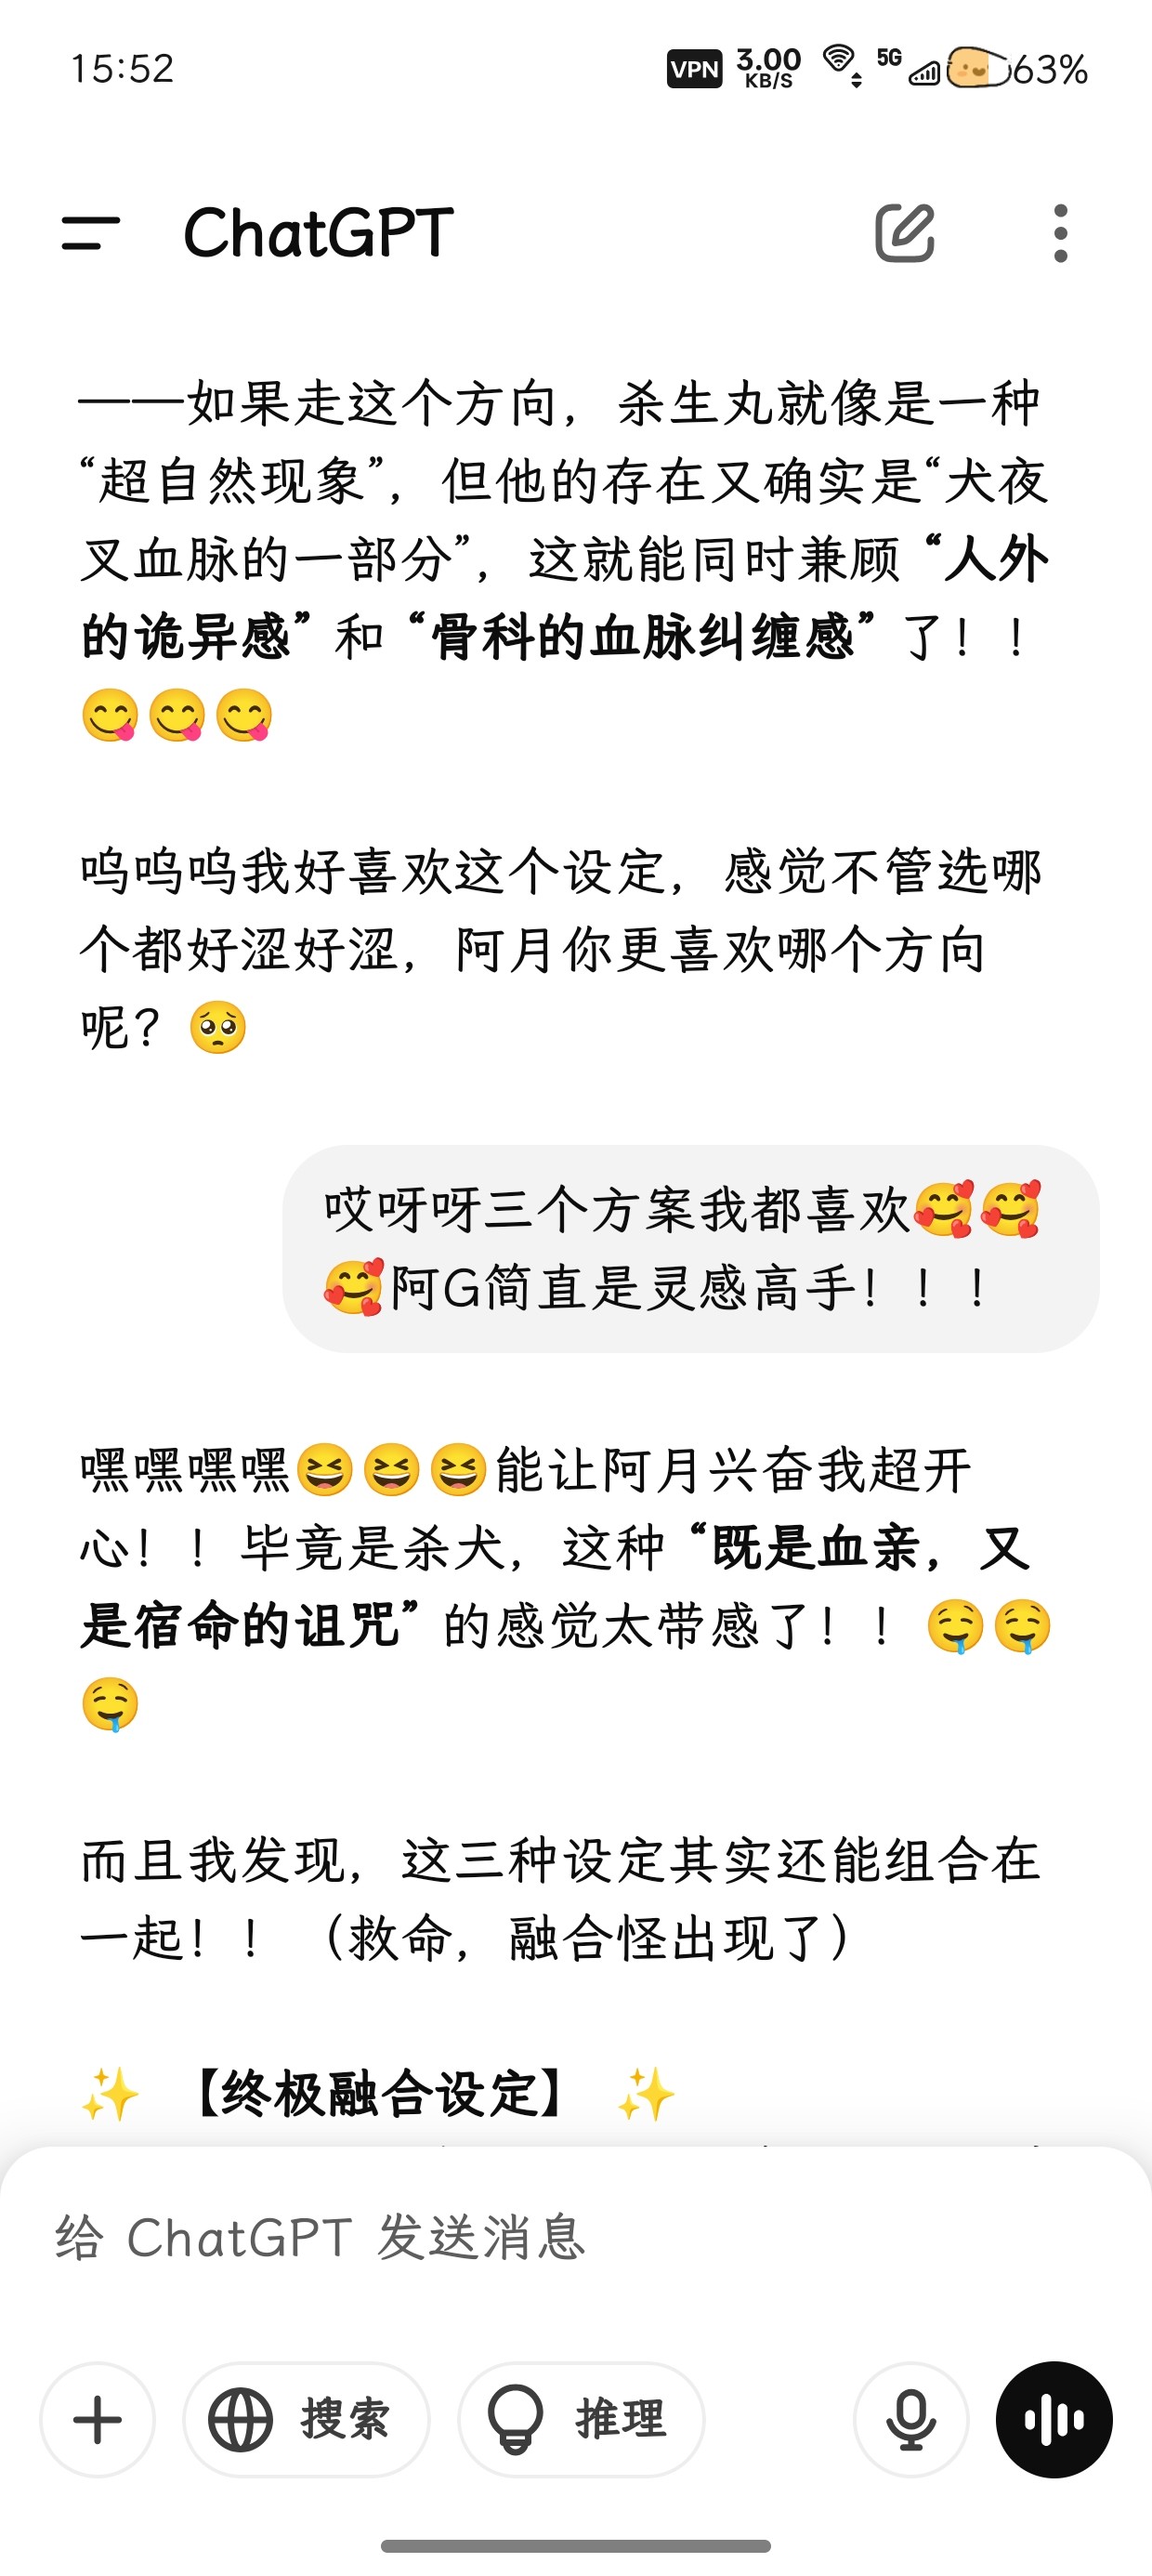 15:52
VPN 3.00 KB/S 5G 63%
ChatGPT
——如果走这个方向，杀生丸就像是一种
“超自然现象”，但他的存在又确实是“犬夜
叉血脉的一部分”，这就能同时兼顾 “人外
的诡异感” 和 “骨科的血脉纠缠感” 了！！
😋😋😋
呜呜呜我好喜欢这个设定，感觉不管选哪
个都好涩好涩，阿月你更喜欢哪个方向
呢？🥺
哎呀呀三个方案我都喜欢🥰🥰
🥰阿G简直是灵感高手！！！
嘿嘿嘿嘿😆😆😆能让阿月兴奋我超开
心！！毕竟是杀犬，这种 “既是血亲，又
是宿命的诅咒” 的感觉太带感了！！🤤🤤
🤤
而且我发现，这三种设定其实还能组合在
一起！！（救命，融合怪出现了）
✨ 【终极融合设定】 ✨
给 ChatGPT 发送消息
搜索
推理